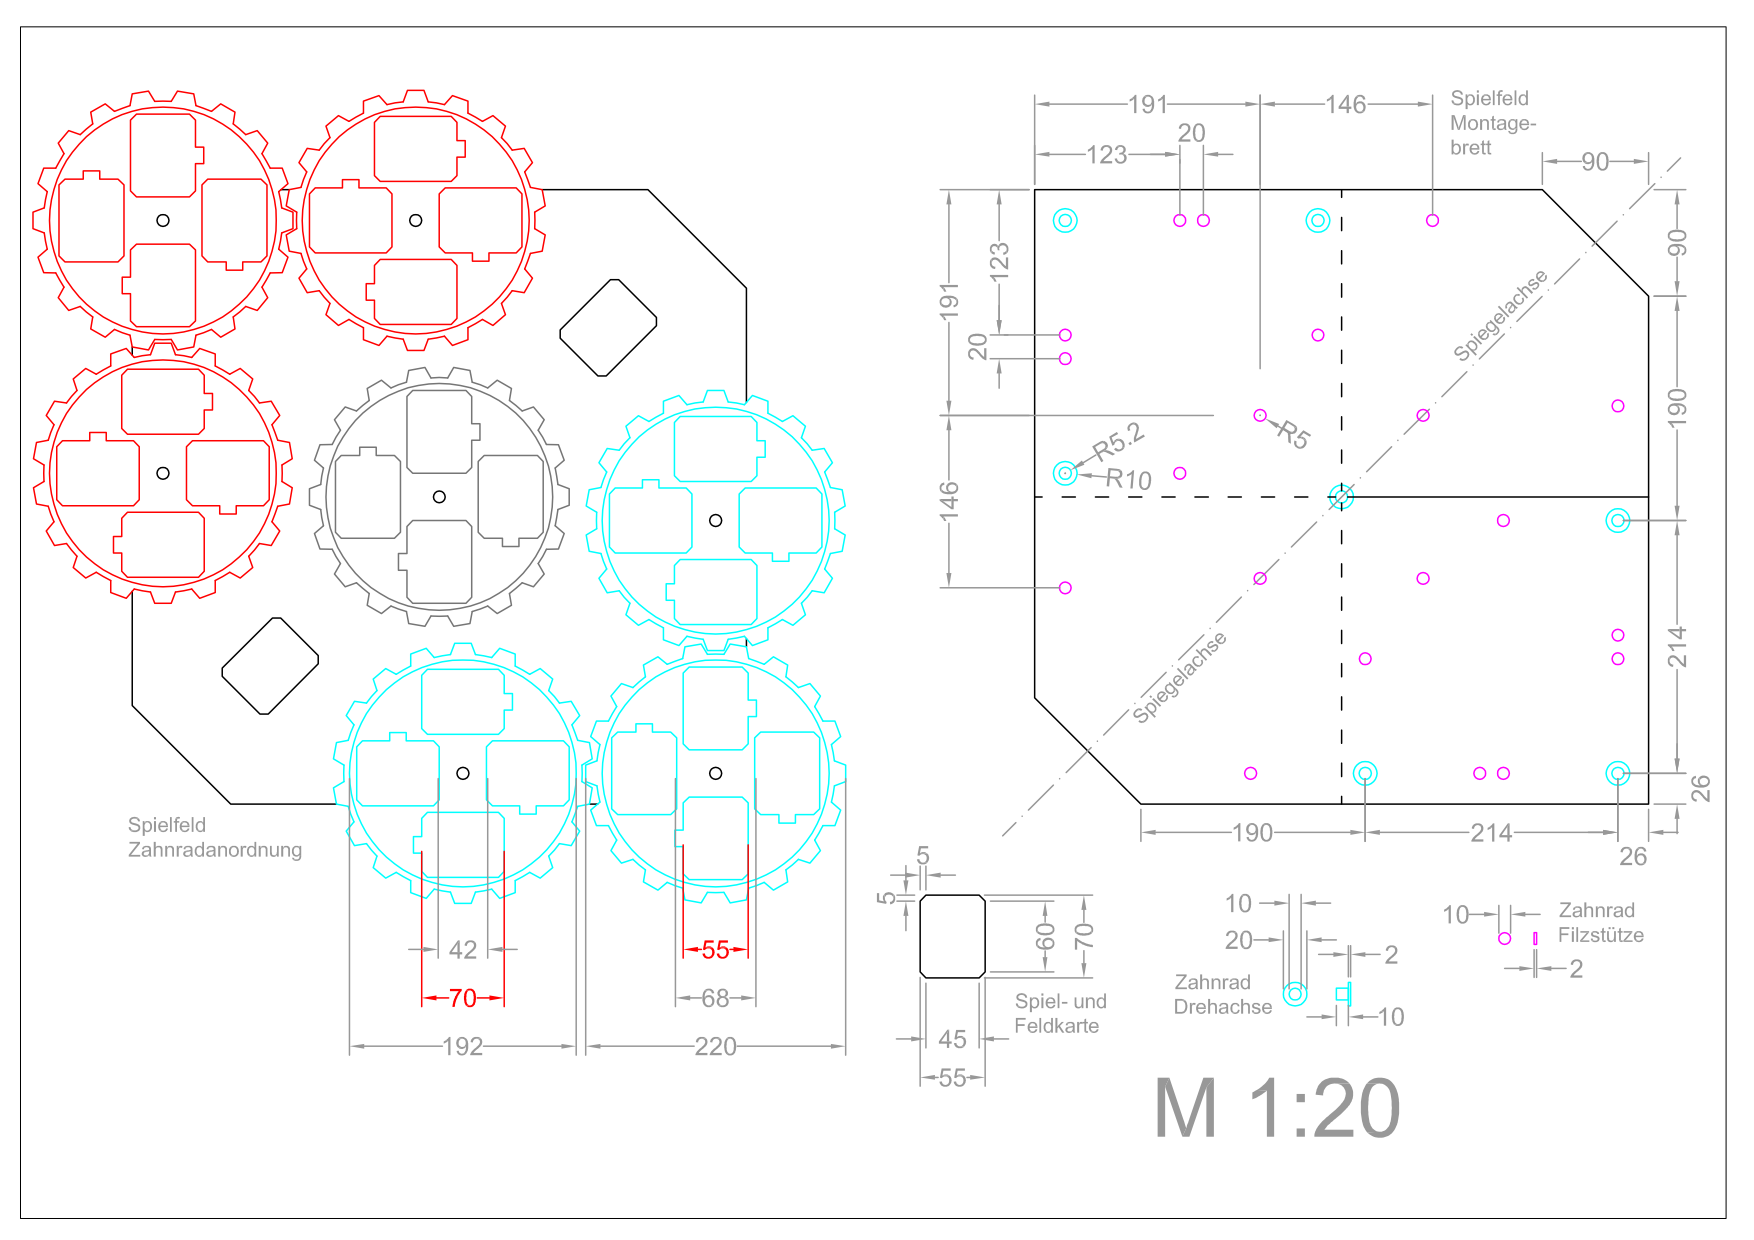 191
146
Spielfeld
Montage-
brett
20
123
90
90
123
191
20
Spiegelachse
190
R5.2
R5
R10
146
214
Spiegelachse
26
Spielfeld
Zahnradanordnung
190
214
26
5
5
10
10
Zahnrad
Filzstütze
60
70
20
42
55
2
2
Zahnrad
Drehachse
70
68
Spiel- und
Feldkarte
10
192
220
45
55
M 1:20